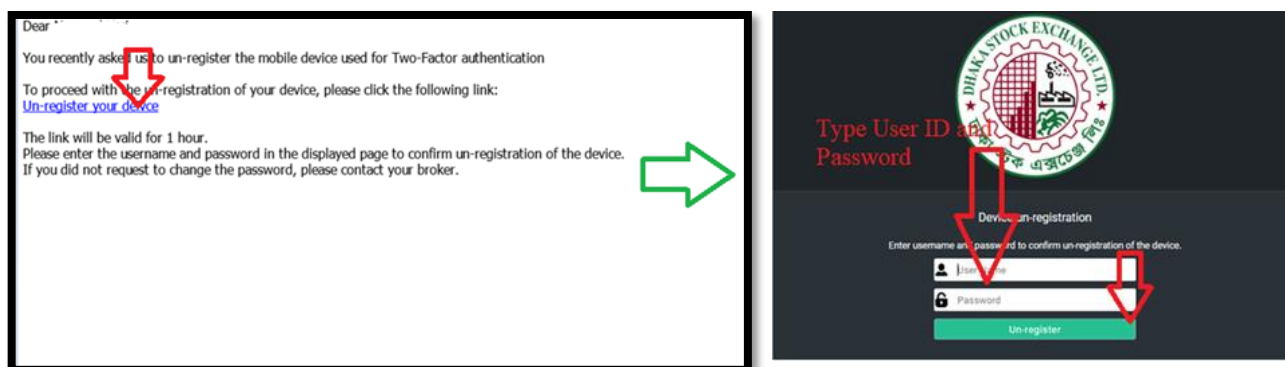 Dear
You recently asked us to un-register the mobile device used for Two-Factor authentication
To proceed with the un-registration of your device, please click the following link:
Un-register your device
The link will be valid for 1 hour.
Please enter the username and password in the displayed page to confirm un-registration of the device.
If you did not request to change the password, please contact your broker.
DHAKA STOCK EXCHANGE LTD.
ঢাকা স্টক এক্সচেঞ্জ লিঃ
Type User ID and
Password
Device un-registration
Enter username and password to confirm un-registration of the device.
User Name
Password
Un-register